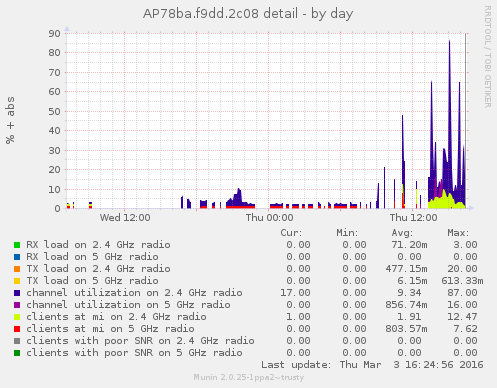 AP78ba.f9dd.2c08 detail - by day
RRDTOOL / TOBI OETIKER
% + abs
90
80
70
60
50
40
30
20
10
0
Wed 12:00 Thu 00:00 Thu 12:00
Cur: Min: Avg: Max:
RX load on 2.4 GHz radio 0.00 0.00 71.20m 3.00
RX load on 5 GHz radio 0.00 0.00 0.00 0.00
TX load on 2.4 GHz radio 0.00 0.00 477.15m 20.00
TX load on 5 GHz radio 0.00 0.00 6.15m 613.33m
channel utilization on 2.4 GHz radio 17.00 0.00 9.34 87.00
channel utilization on 5 GHz radio 0.00 0.00 856.74m 16.00
clients at mi on 2.4 GHz radio 1.00 0.00 1.91 12.47
clients at mi on 5 GHz radio 0.00 0.00 803.57m 7.62
clients with poor SNR on 2.4 GHz radio 0.00 0.00 0.00 0.00
clients with poor SNR on 5 GHz radio 0.00 0.00 0.00 0.00
Last update: Thu Mar 3 16:24:56 2016
Munin 2.0.25-1ppa2~trusty